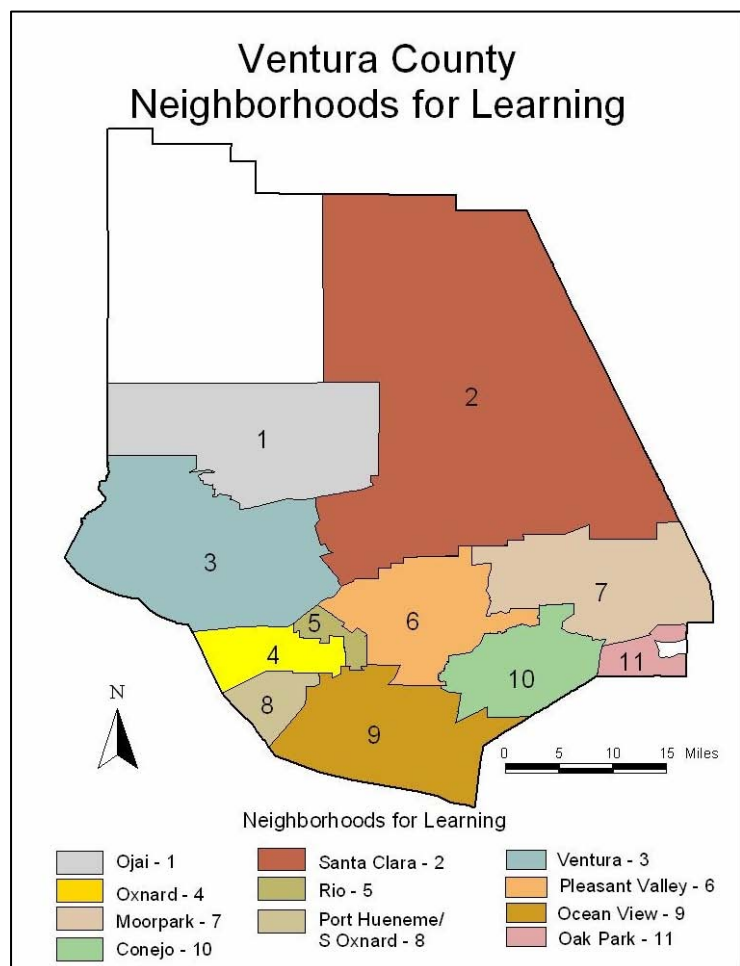 Ventura County
Neighborhoods for Learning
1
2
3
4
5
6
7
8
9
10
11
N
0 5 10 15 Miles
Neighborhoods for Learning
Ojai - 1
Santa Clara - 2
Ventura - 3
Oxnard - 4
Rio - 5
Pleasant Valley - 6
Moorpark - 7
Port Hueneme/
S Oxnard - 8
Ocean View - 9
Conejo - 10
Oak Park - 11